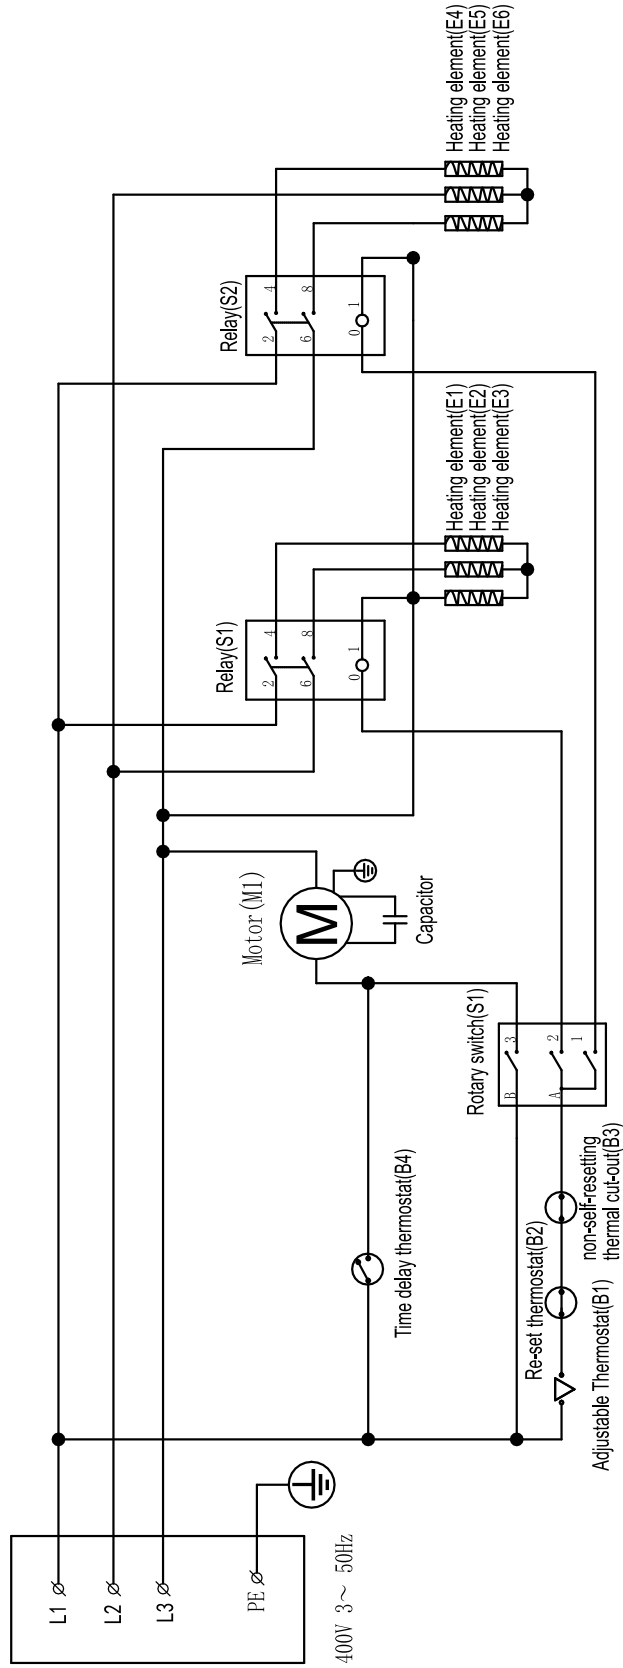 L1
L2
L3
PE
400V 3～ 50Hz
Adjustable Thermostat(B1)
Re-set thermostat(B2)
non-self-resetting
thermal cut-out(B3)
Time delay thermostat(B4)
Rotary switch(S1)
B
3
A
2
1
Motor(M1)
M
Capacitor
Relay(S1)
2
4
6
8
0
1
Heating element(E1)
Heating element(E2)
Heating element(E3)
Relay(S2)
2
4
6
8
0
1
Heating element(E4)
Heating element(E5)
Heating element(E6)